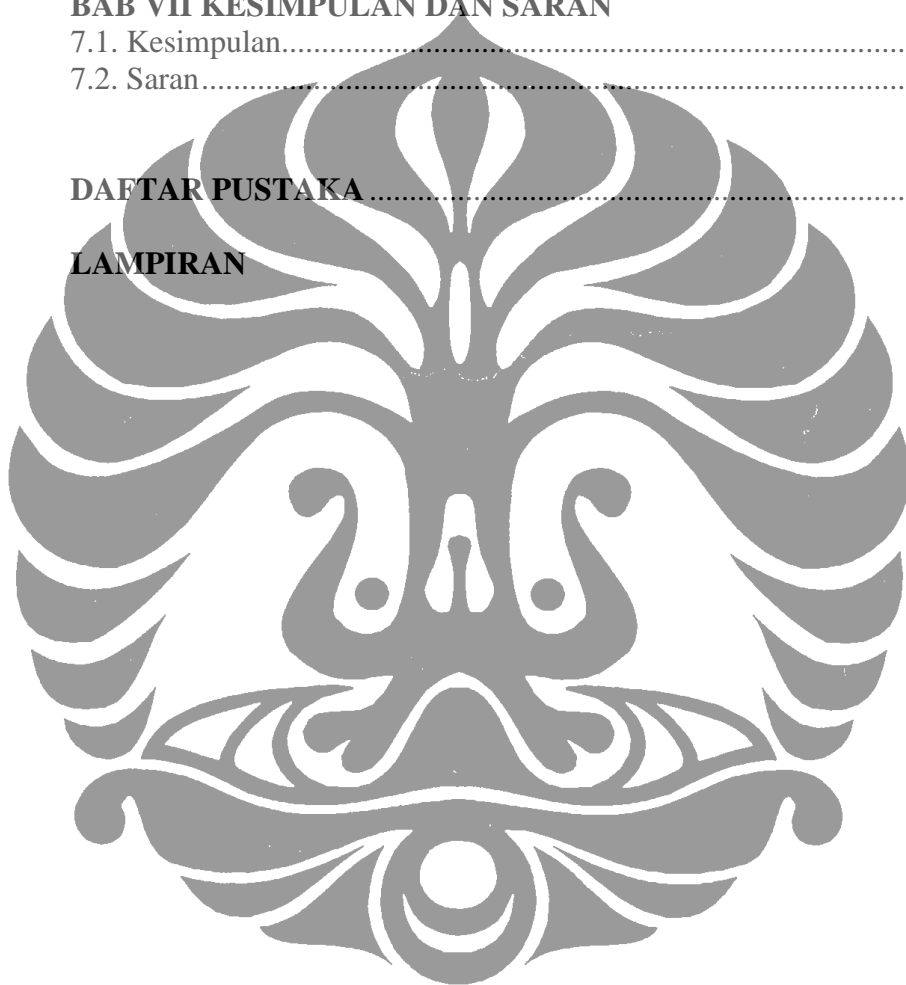 BAB VII KESIMPULAN DAN SARAN
7.1. Kesimpulan................................................................................
7.2. Saran..........................................................................................
DAFTAR PUSTAKA....................................................................
LAMPIRAN